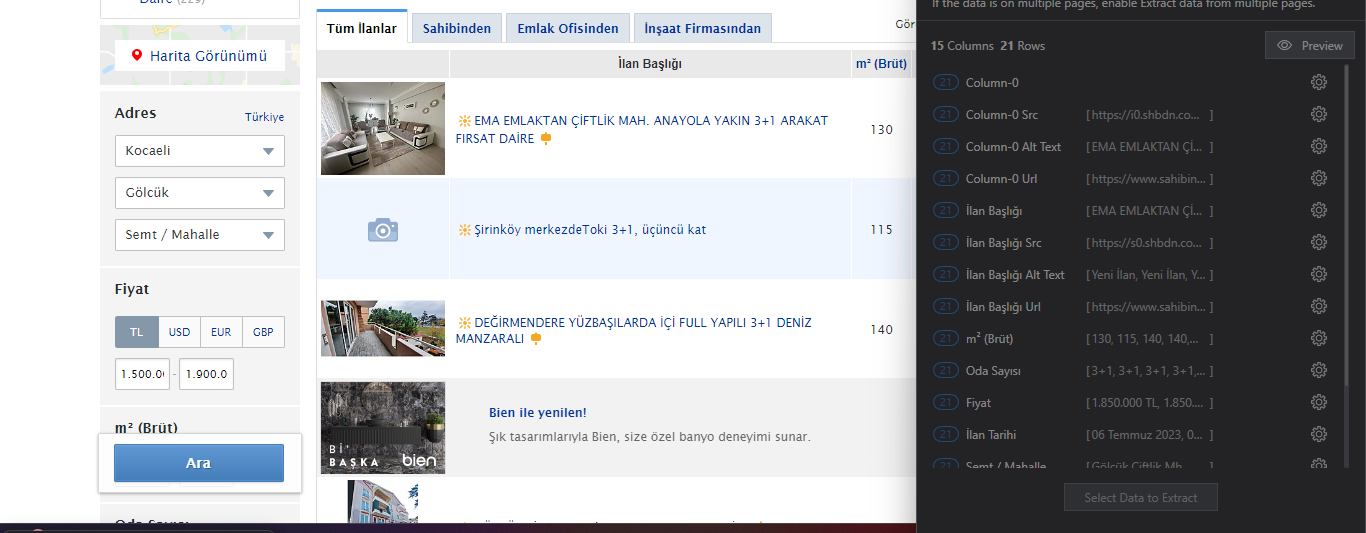 Daire (229)
Harita Görünümü
Adres
Türkiye
Kocaeli
Gölcük
Semt / Mahalle
Fiyat
TL USD EUR GBP
1.500.00 - 1.900.0
m² (Brüt)
Ara
Oda Sayısı
Tüm İlanlar Sahibinden Emlak Ofisinden İnşaat Firmasından
Gör
İlan Başlığı m² (Brüt)
EMA EMLAKTAN ÇİFTLİK MAH. ANAYOLA YAKIN 3+1 ARAKAT
FIRSAT DAİRE
130
Şirinköy merkezdeToki 3+1, üçüncü kat 115
DEĞİRMENDERE YÜZBAŞILARDA İÇİ FULL YAPILI 3+1 DENİZ
MANZARALI
140
Bİ'
BAŞKA bien
Bien ile yenilen!
Şık tasarımlarıyla Bien, size özel banyo deneyimi sunar.
If the data is on multiple pages, enable Extract data from multiple pages.
15 Columns 21 Rows Preview
21 Column-0
21 Column-0 Src [ https://i0.shbdn.co... ]
21 Column-0 Alt Text [ EMA EMLAKTAN Çİ... ]
21 Column-0 Url [ https://www.sahibin... ]
21 İlan Başlığı [ EMA EMLAKTAN Çİ... ]
21 İlan Başlığı Src [ https://s0.shbdn.co... ]
21 İlan Başlığı Alt Text [ Yeni İlan, Yeni İlan, Y... ]
21 İlan Başlığı Url [ https://www.sahibin... ]
21 m² (Brüt) [ 130, 115, 140, 140,... ]
21 Oda Sayısı [ 3+1, 3+1, 3+1, 3+1,... ]
21 Fiyat [ 1.850.000 TL, 1.850.... ]
21 İlan Tarihi [ 06 Temmuz 2023, 0... ]
21 Semt / Mahalle [ Gölcük Çiftlik Mh. ... ]
Select Data to Extract